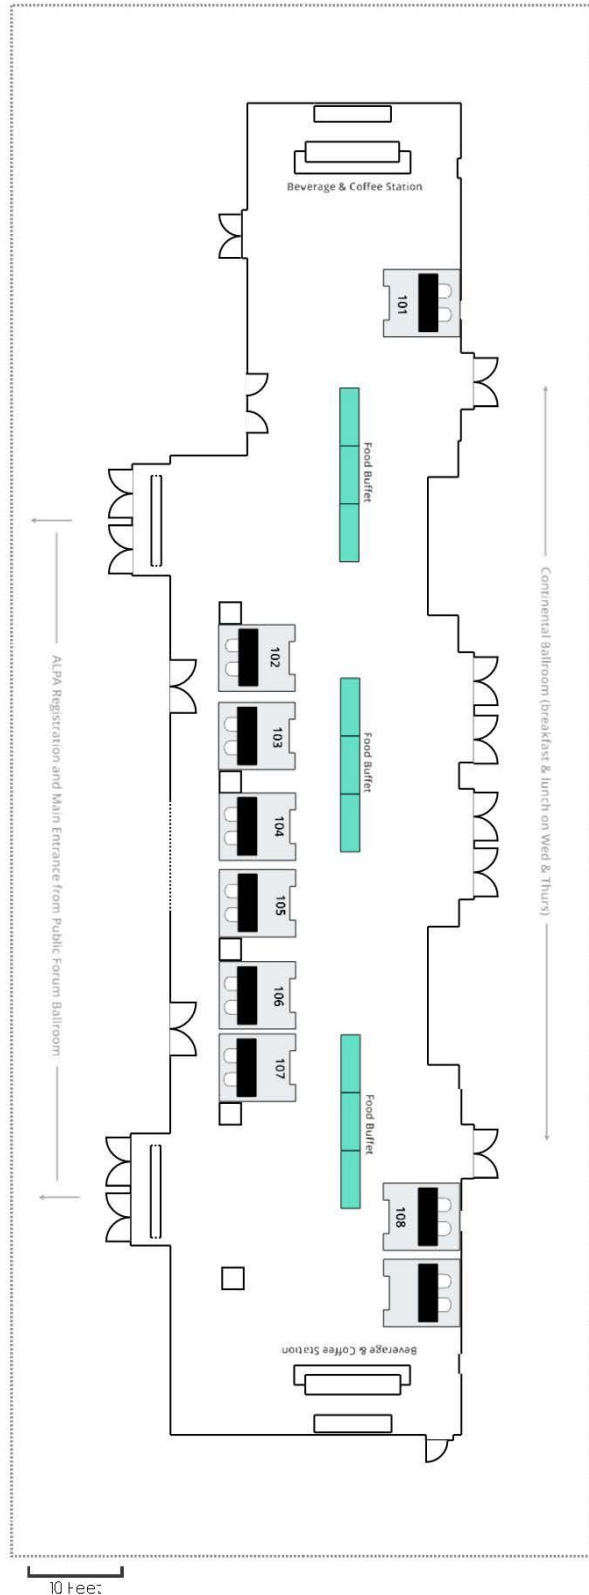 Beverage & Coffee Station
101
Food Buffet
Continental Ballroom (breakfast & lunch on Wed & Thurs)
ALPA Registration and Main Entrance from Public Forum Ballroom
102
103
Food Buffet
104
105
106
107
Food Buffet
108
Beverage & Coffee Station
10 Feet